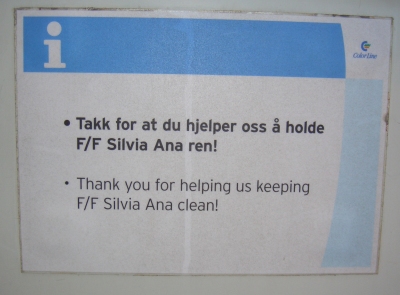 i
Color Line
• Takk for at du hjelper oss å holde
F/F Silvia Ana ren!
• Thank you for helping us keeping
F/F Silvia Ana clean!